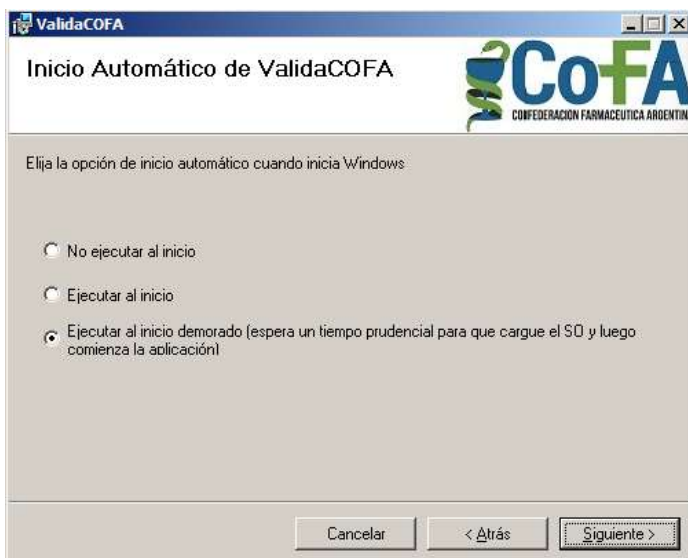 ValidaCOFA
Inicio Automático de ValidaCOFA
CoFA
CONFEDERACION FARMACEUTICA ARGENTIN
Elija la opción de inicio automático cuando inicia Windows
No ejecutar al inicio
Ejecutar al inicio
Ejecutar al inicio demorado (espera un tiempo prudencial para que cargue el SO y luego
comienza la aplicación)
Cancelar
< Atrás
Siguiente >